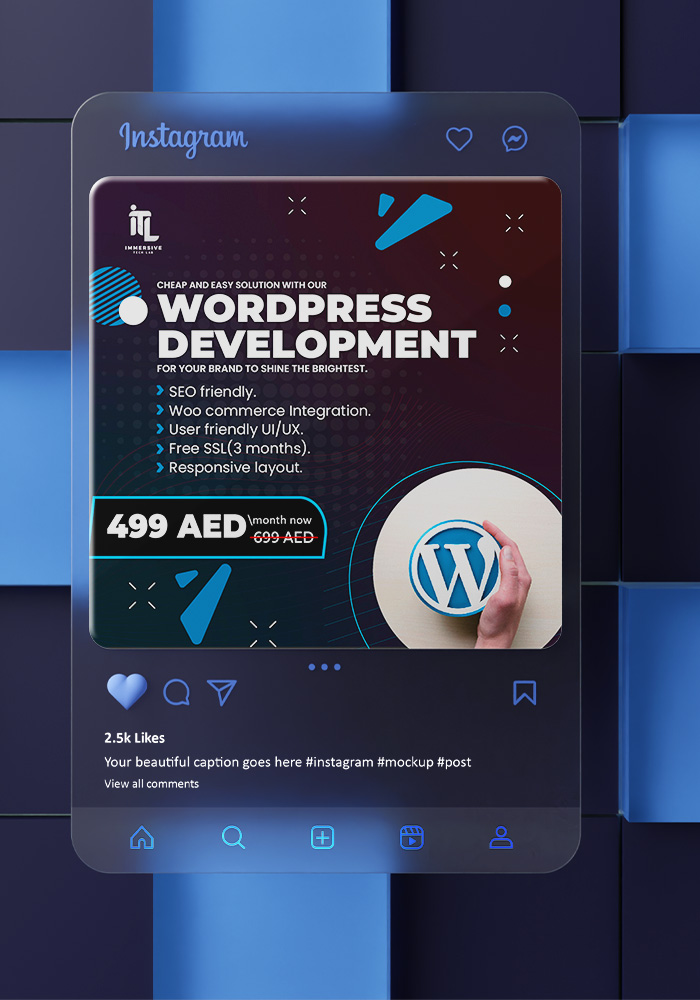 Instagram
iTL
IMMERSIVE
TECH LAB
CHEAP AND EASY SOLUTION WITH OUR
WORDPRESS
DEVELOPMENT
FOR YOUR BRAND TO SHINE THE BRIGHTEST.
SEO friendly.
Woo commerce Integration.
User friendly UI/UX.
Free SSL(3 months).
Responsive layout.
499 AED\month now
699 AED
W
2.5k Likes
Your beautiful caption goes here #instagram #mockup #post
View all comments